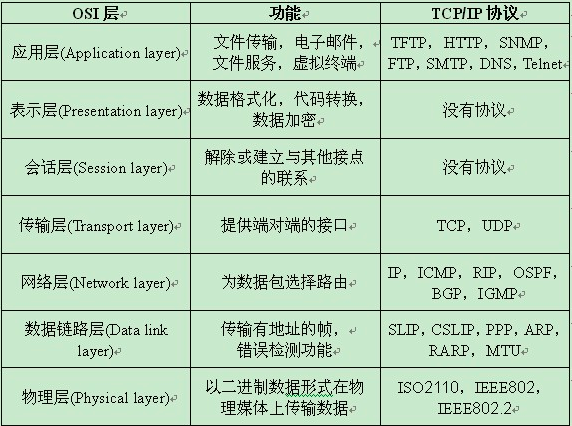 OSI 层
功能
TCP/IP 协议
应用层(Application layer)
文件传输，电子邮件，
文件服务，虚拟终端
TFTP，HTTP，SNMP，
FTP，SMTP，DNS，Telnet
表示层(Presentation layer)
数据格式化，代码转换，
数据加密
没有协议
会话层(Session layer)
解除或建立与其他接点
的联系
没有协议
传输层(Transport layer)
提供端对端的接口
TCP，UDP
网络层(Network layer)
为数据包选择路由
IP，ICMP，RIP，OSPF，
BGP，IGMP
数据链路层(Data link
layer)
传输有地址的帧，
错误检测功能
SLIP，CSLIP，PPP，ARP，
RARP，MTU
物理层(Physical layer)
以二进制数据形式在物
理媒体上传输数据
ISO2110，IEEE802，
IEEE802.2